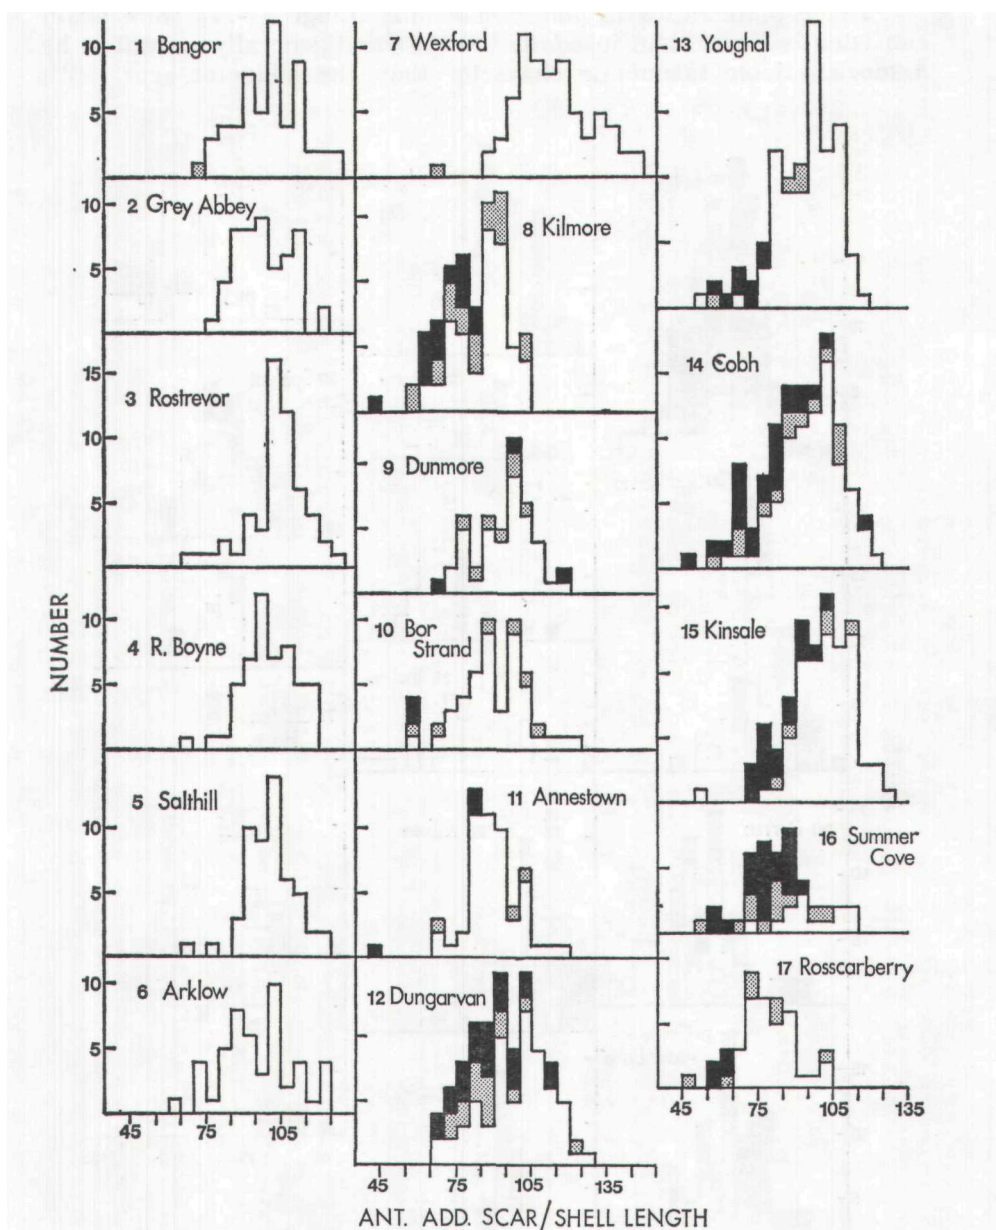 1 Bangor
2 Grey Abbey
3 Rostrevor
4 R. Boyne
5 Salthill
6 Arklow
7 Wexford
8 Kilmore
9 Dunmore
10 Bor
Strand
11 Annestown
12 Dungarvan
13 Youghal
14 Cobh
15 Kinsale
16 Summer
Cove
17 Rosscarberry
10
5
10
5
15
10
5
10
5
10
5
10
5
NUMBER
45 75 105
45 75 105 135
45 75 105 135
ANT. ADD. SCAR/SHELL LENGTH